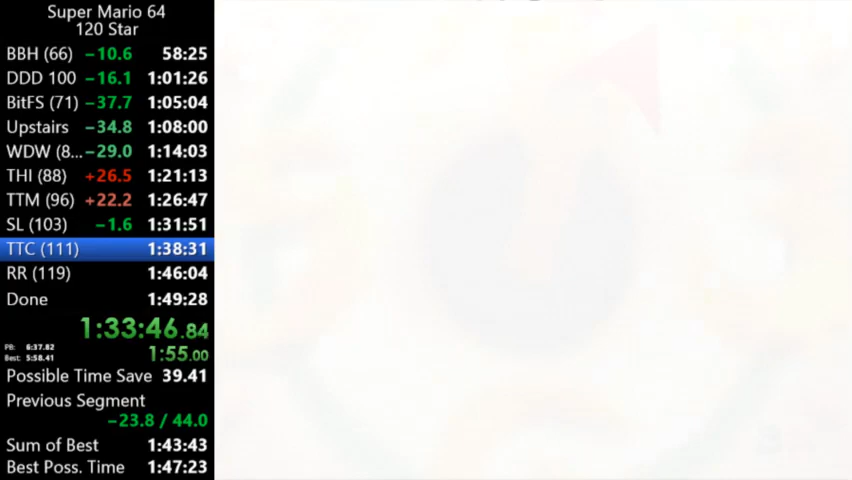 Super Mario 64
120 Star
BBH (66) −10.6 58:25
DDD 100 −16.1 1:01:26
BitFS (71) −37.7 1:05:04
Upstairs −34.8 1:08:00
WDW (8... −29.0 1:14:03
THI (88) +26.5 1:21:13
TTM (96) +22.2 1:26:47
SL (103) −1.6 1:31:51
TTC (111) 1:38:31
RR (119) 1:46:04
Done 1:49:28
1:33:46.84
PB: 6:37.82
Best: 5:58.41 1:55.00
Possible Time Save 39.41
Previous Segment
−23.8 / 44.0
Sum of Best 1:43:43
Best Poss. Time 1:47:23